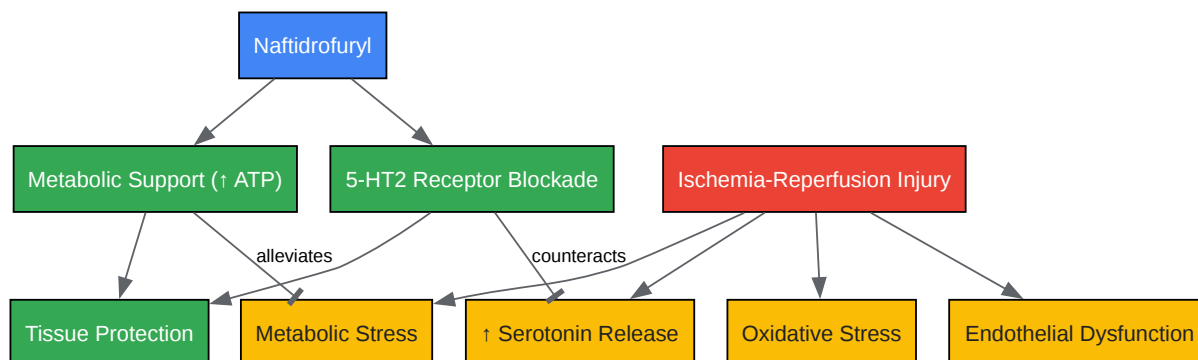 Naftidrofuryl
Metabolic Support (↑ ATP)
5-HT2 Receptor Blockade
Ischemia-Reperfusion Injury
alleviates
counteracts
Tissue Protection
Metabolic Stress
↑ Serotonin Release
Oxidative Stress
Endothelial Dysfunction